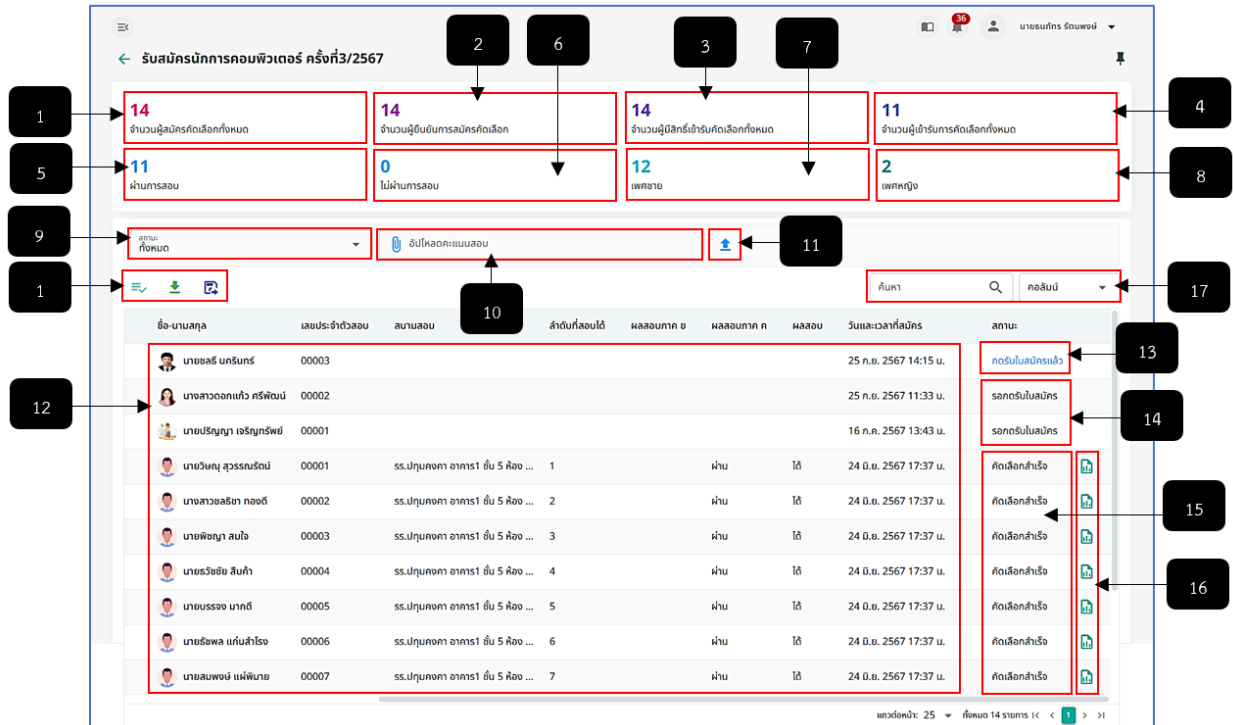 36
นายธนภัทร รัตนพงษ์
รับสมัครนักการคอมพิวเตอร์ ครั้งที่3/2567
2
6
3
7
1
14
จำนวนผู้สมัครคัดเลือกทั้งหมด
14
จำนวนผู้ยืนยันการสมัครคัดเลือก
14
จำนวนผู้มีสิทธิ์เข้ารับคัดเลือกทั้งหมด
11
จำนวนผู้เข้ารับการคัดเลือกทั้งหมด
4
5
11
ผ่านการสอบ
0
ไม่ผ่านการสอบ
12
เพศชาย
2
เพศหญิง
8
9
สถานะ
ทั้งหมด
อัปโหลดคะแนนสอบ
11
1
10
ค้นหา
คอลัมน์
17
ชื่อ-นามสกุล เลขประจำตัวสอบ สนามสอบ ลำดับที่สอบได้ ผลสอบภาค ข ผลสอบภาค ค ผลสอบ วันและเวลาที่สมัคร สถานะ
นายชลธี นครินทร์ 00003 25 ก.ย. 2567 14:15 น. กดรับใบสมัครแล้ว
13
12
นางสาวดอกแก้ว ศรีพัฒน์ 00002 25 ก.ย. 2567 11:33 น. รอกดรับใบสมัคร
14
นายปริญญา เจริญทรัพย์ 00001 16 ก.ค. 2567 13:43 น. รอกดรับใบสมัคร
นายวิษณุ สุวรรณรัตน์ 00001 รร.ปทุมคงคา อาคาร1 ชั้น 5 ห้อง ... 1 ผ่าน ได้ 24 มิ.ย. 2567 17:37 น. คัดเลือกสำเร็จ
นางสาวชลธิชา ทองดี 00002 รร.ปทุมคงคา อาคาร1 ชั้น 5 ห้อง ... 2 ผ่าน ได้ 24 มิ.ย. 2567 17:37 น. คัดเลือกสำเร็จ
15
นายพิชญา สมใจ 00003 รร.ปทุมคงคา อาคาร1 ชั้น 5 ห้อง ... 3 ผ่าน ได้ 24 มิ.ย. 2567 17:37 น. คัดเลือกสำเร็จ
นายธวัชชัย สืบค้า 00004 รร.ปทุมคงคา อาคาร1 ชั้น 5 ห้อง ... 4 ผ่าน ได้ 24 มิ.ย. 2567 17:37 น. คัดเลือกสำเร็จ
16
นายบรรจง มากดี 00005 รร.ปทุมคงคา อาคาร1 ชั้น 5 ห้อง ... 5 ผ่าน ได้ 24 มิ.ย. 2567 17:37 น. คัดเลือกสำเร็จ
นายรัชพล แก่นสำโรง 00006 รร.ปทุมคงคา อาคาร1 ชั้น 5 ห้อง ... 6 ผ่าน ได้ 24 มิ.ย. 2567 17:37 น. คัดเลือกสำเร็จ
นายสมพงษ์ แผ่พิมาย 00007 รร.ปทุมคงคา อาคาร1 ชั้น 5 ห้อง ... 7 ผ่าน ได้ 24 มิ.ย. 2567 17:37 น. คัดเลือกสำเร็จ
แถวต่อหน้า: 25 ทั้งหมด 14 รายการ 1